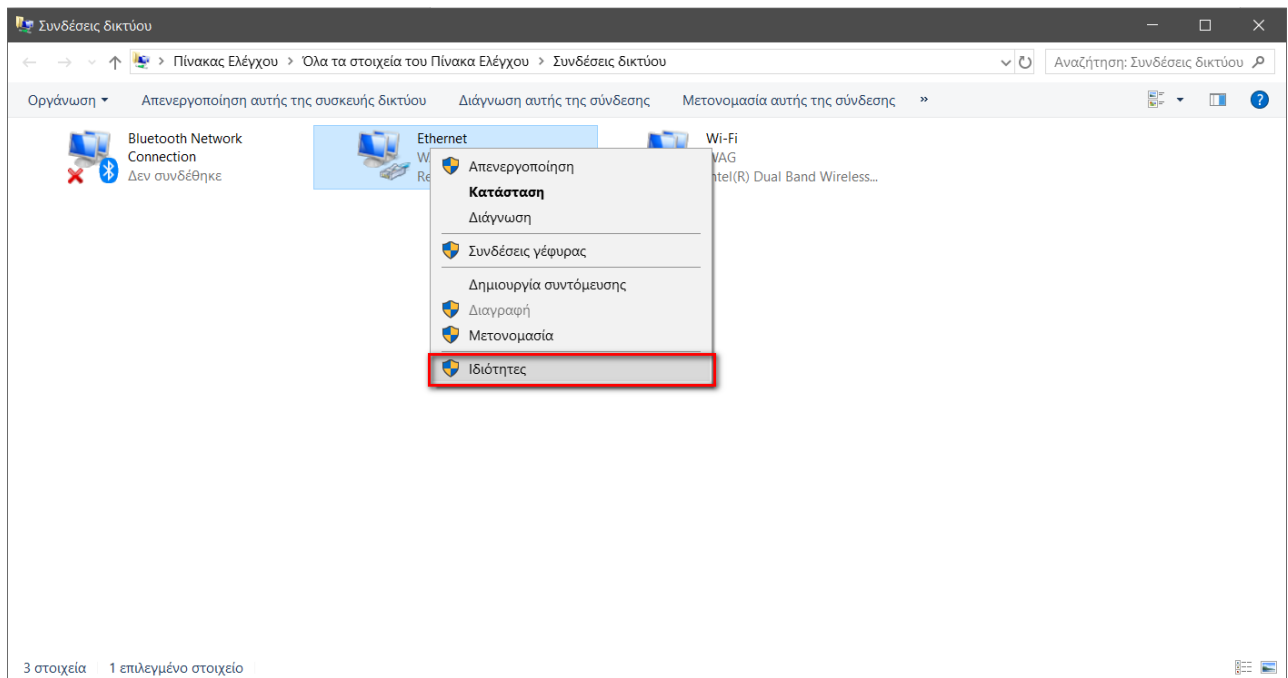 Συνδέσεις δικτύου
Πίνακας Ελέγχου > Όλα τα στοιχεία του Πίνακα Ελέγχου > Συνδέσεις δικτύου
Αναζήτηση: Συνδέσεις δικτύου
Οργάνωση Απενεργοποίηση αυτής της συσκευής δικτύου Διάγνωση αυτής της σύνδεσης Μετονομασία αυτής της σύνδεσης »
Bluetooth Network
Connection
Δεν συνδέθηκε
Ethernet
Wi-Fi
WAG
Intel(R) Dual Band Wireless...
Απενεργοποίηση
Κατάσταση
Διάγνωση
Συνδέσεις γέφυρας
Δημιουργία συντόμευσης
Διαγραφή
Μετονομασία
Ιδιότητες
3 στοιχεία 1 επιλεγμένο στοιχείο